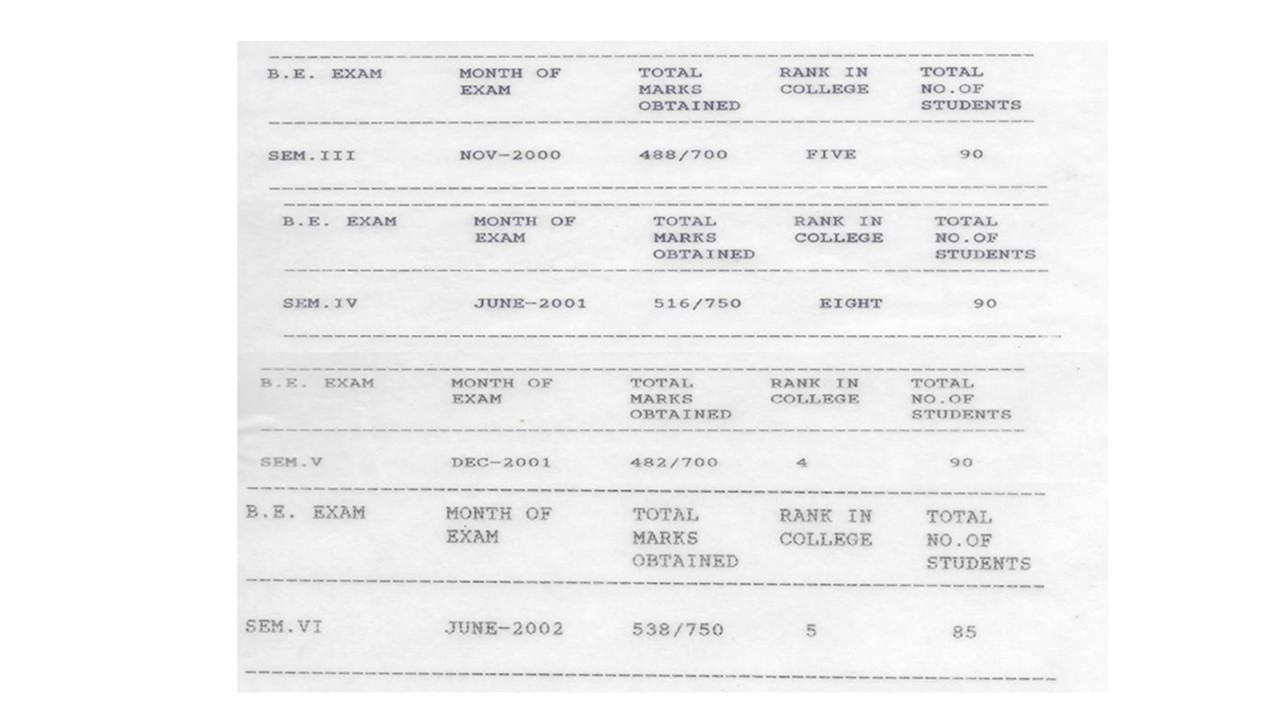 B.E. EXAM MONTH OF TOTAL RANK IN TOTAL
EXAM MARKS COLLEGE NO.OF
OBTAINED STUDENTS
SEM.III NOV-2000 488/700 FIVE 90
B.E. EXAM MONTH OF TOTAL RANK IN TOTAL
EXAM MARKS COLLEGE NO.OF
OBTAINED STUDENTS
SEM.IV JUNE-2001 516/750 EIGHT 90
B.E. EXAM MONTH OF TOTAL RANK IN TOTAL
EXAM MARKS COLLEGE NO.OF
OBTAINED STUDENTS
SEM.V DEC-2001 482/700 4 90
B.E. EXAM MONTH OF TOTAL RANK IN TOTAL
EXAM MARKS COLLEGE NO.OF
OBTAINED STUDENTS
SEM.VI JUNE-2002 538/750 5 85